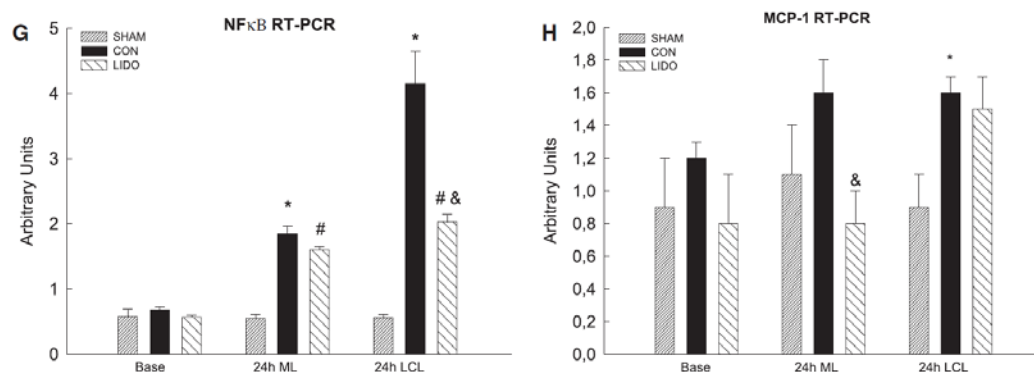 G
NFκB RT-PCR
SHAM
CON
LIDO
Arbitrary Units
5
4
3
2
1
0
*
#
*
# &
Base
24h ML
24h LCL
H
MCP-1 RT-PCR
SHAM
CON
LIDO
Arbitrary Units
2,0
1,8
1,6
1,4
1,2
1,0
0,8
0,6
0,4
0,2
0,0
&
*
Base
24h ML
24h LCL